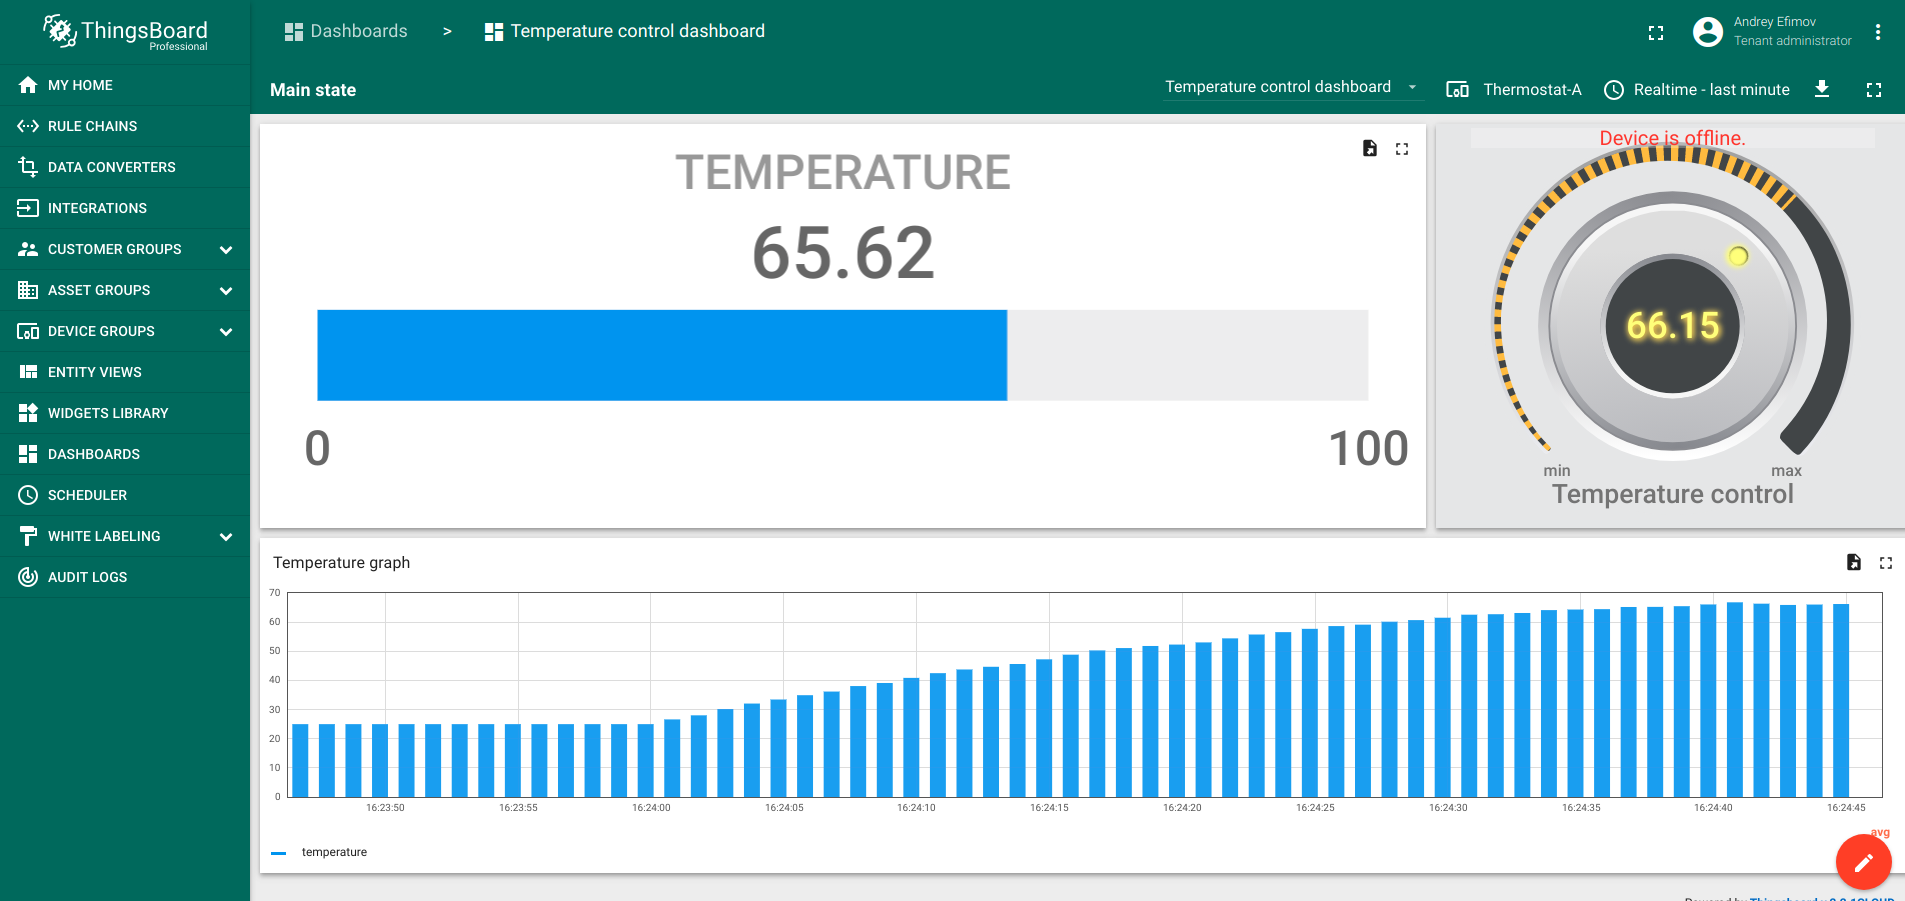 ThingsBoard
Professional
Dashboards > Temperature control dashboard
Andrey Efimov
Tenant administrator
MY HOME
RULE CHAINS
DATA CONVERTERS
INTEGRATIONS
CUSTOMER GROUPS
ASSET GROUPS
DEVICE GROUPS
ENTITY VIEWS
WIDGETS LIBRARY
DASHBOARDS
SCHEDULER
WHITE LABELING
AUDIT LOGS
Main state
Temperature control dashboard
Thermostat-A
Realtime - last minute
TEMPERATURE
65.62
0
100
Device is offline.
66.15
min
max
Temperature control
Temperature graph
70
60
50
40
30
20
10
0
16:23:50 16:23:55 16:24:00 16:24:05 16:24:10 16:24:15 16:24:20 16:24:25 16:24:30 16:24:35 16:24:40 16:24:45
avg
temperature
Powered by Thingsboard